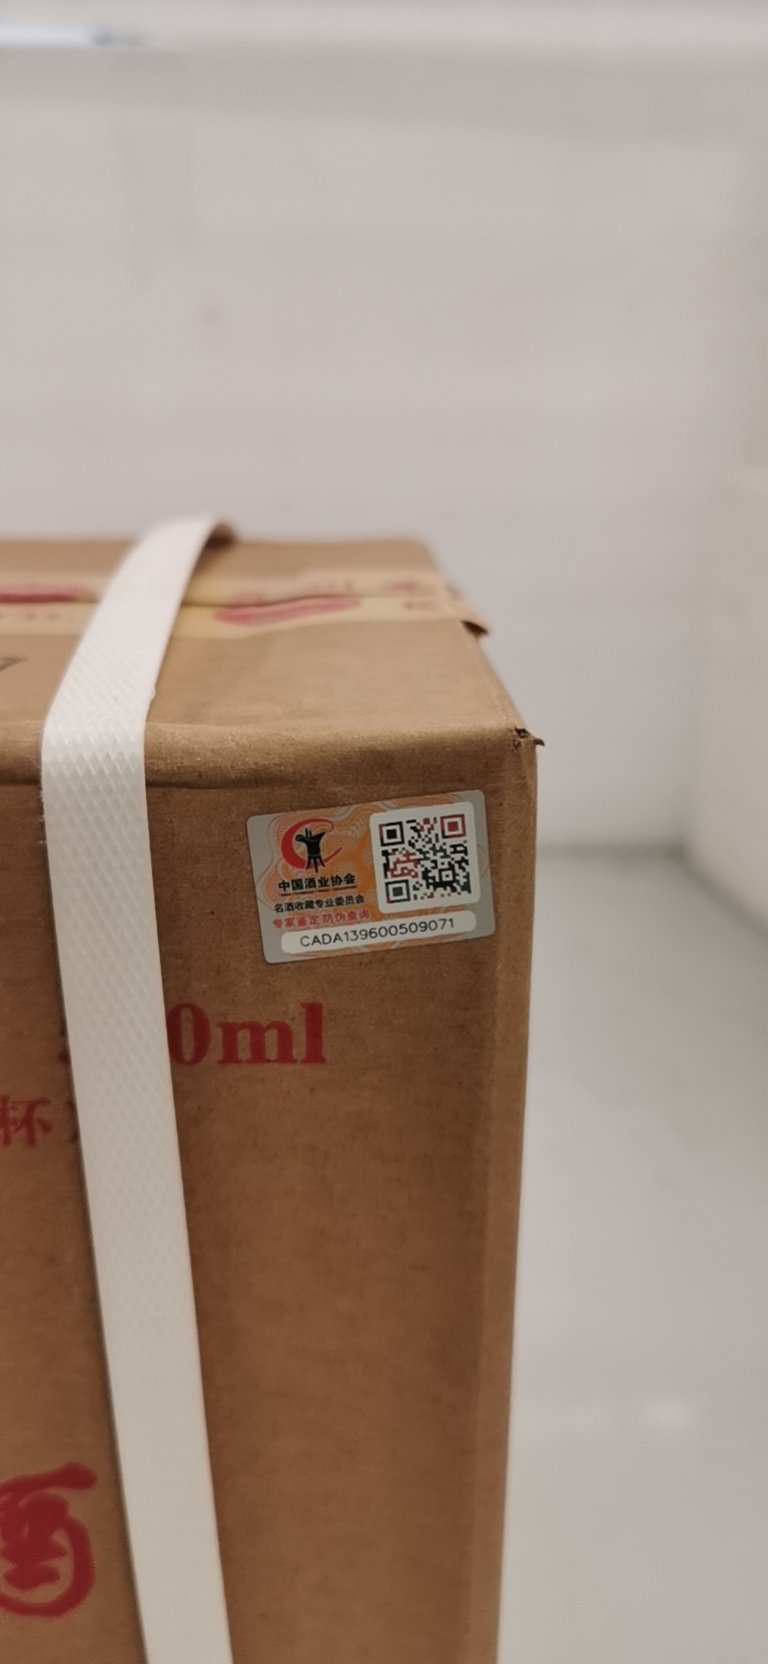 中国酒业协会
名酒收藏专业委员会
专家鉴定 防伪查询
CADA139600509071
0ml
杯
酒